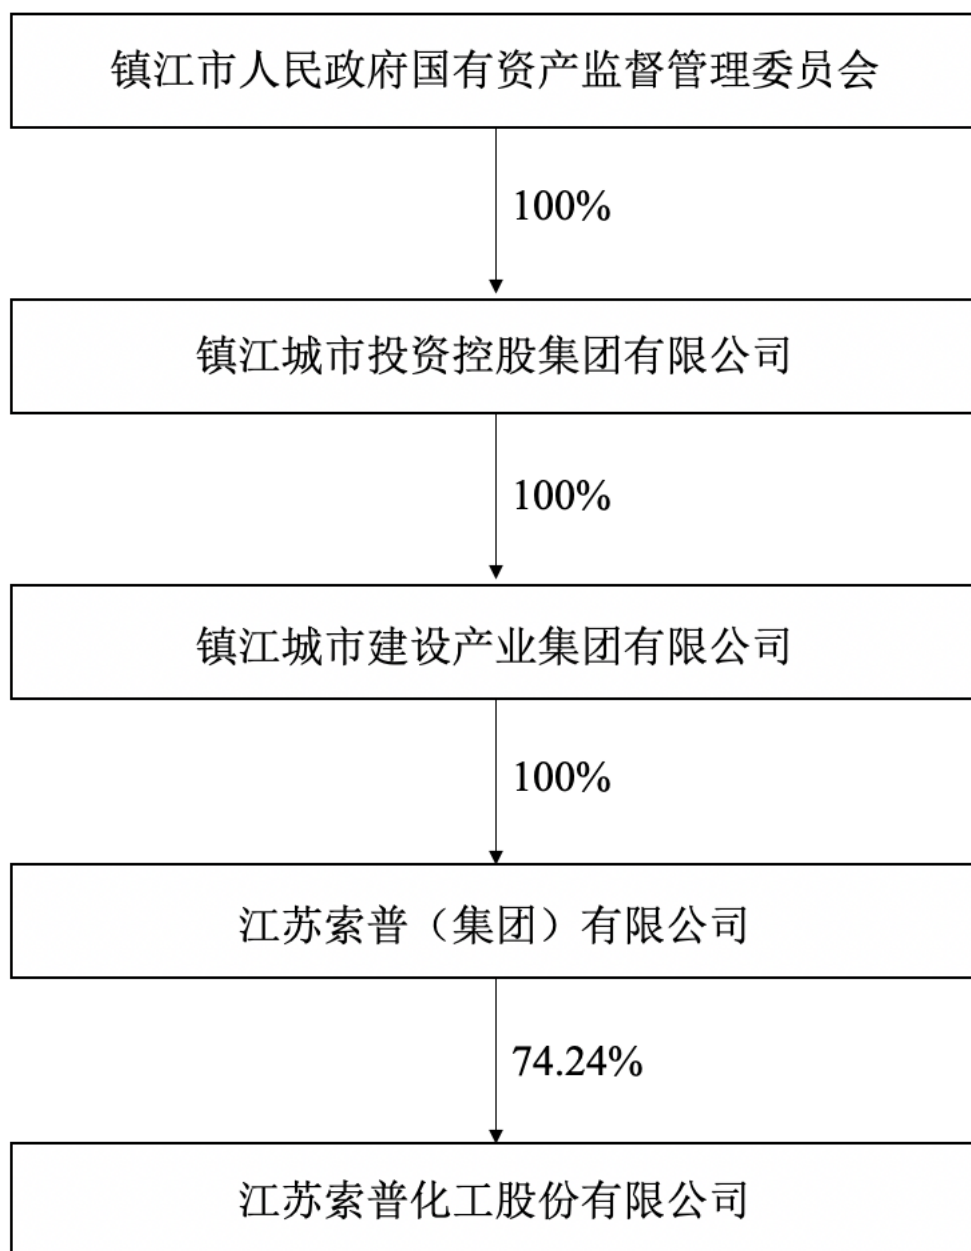 镇江市人民政府国有资产监督管理委员会
100%
镇江城市投资控股集团有限公司
100%
镇江城市建设产业集团有限公司
100%
江苏索普（集团）有限公司
74.24%
江苏索普化工股份有限公司